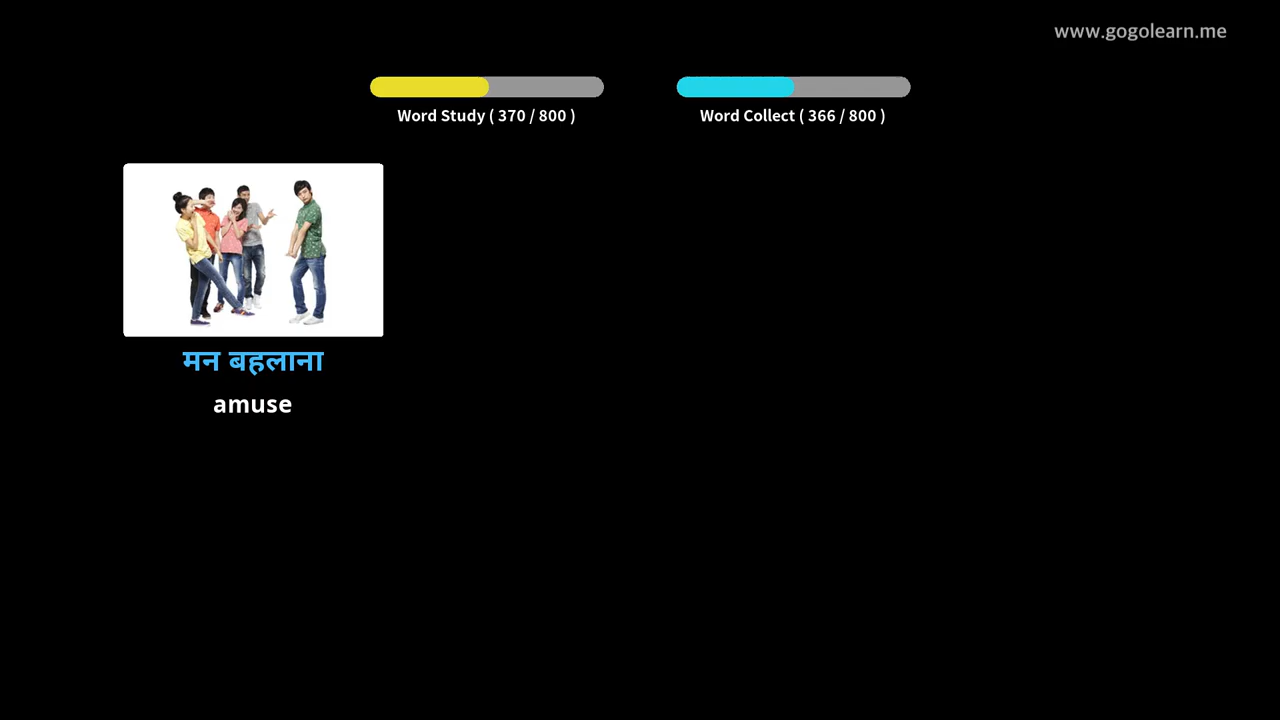 www.gogolearn.me
Word Study ( 370 / 800 )
Word Collect ( 366 / 800 )
मन बहलाना
amuse